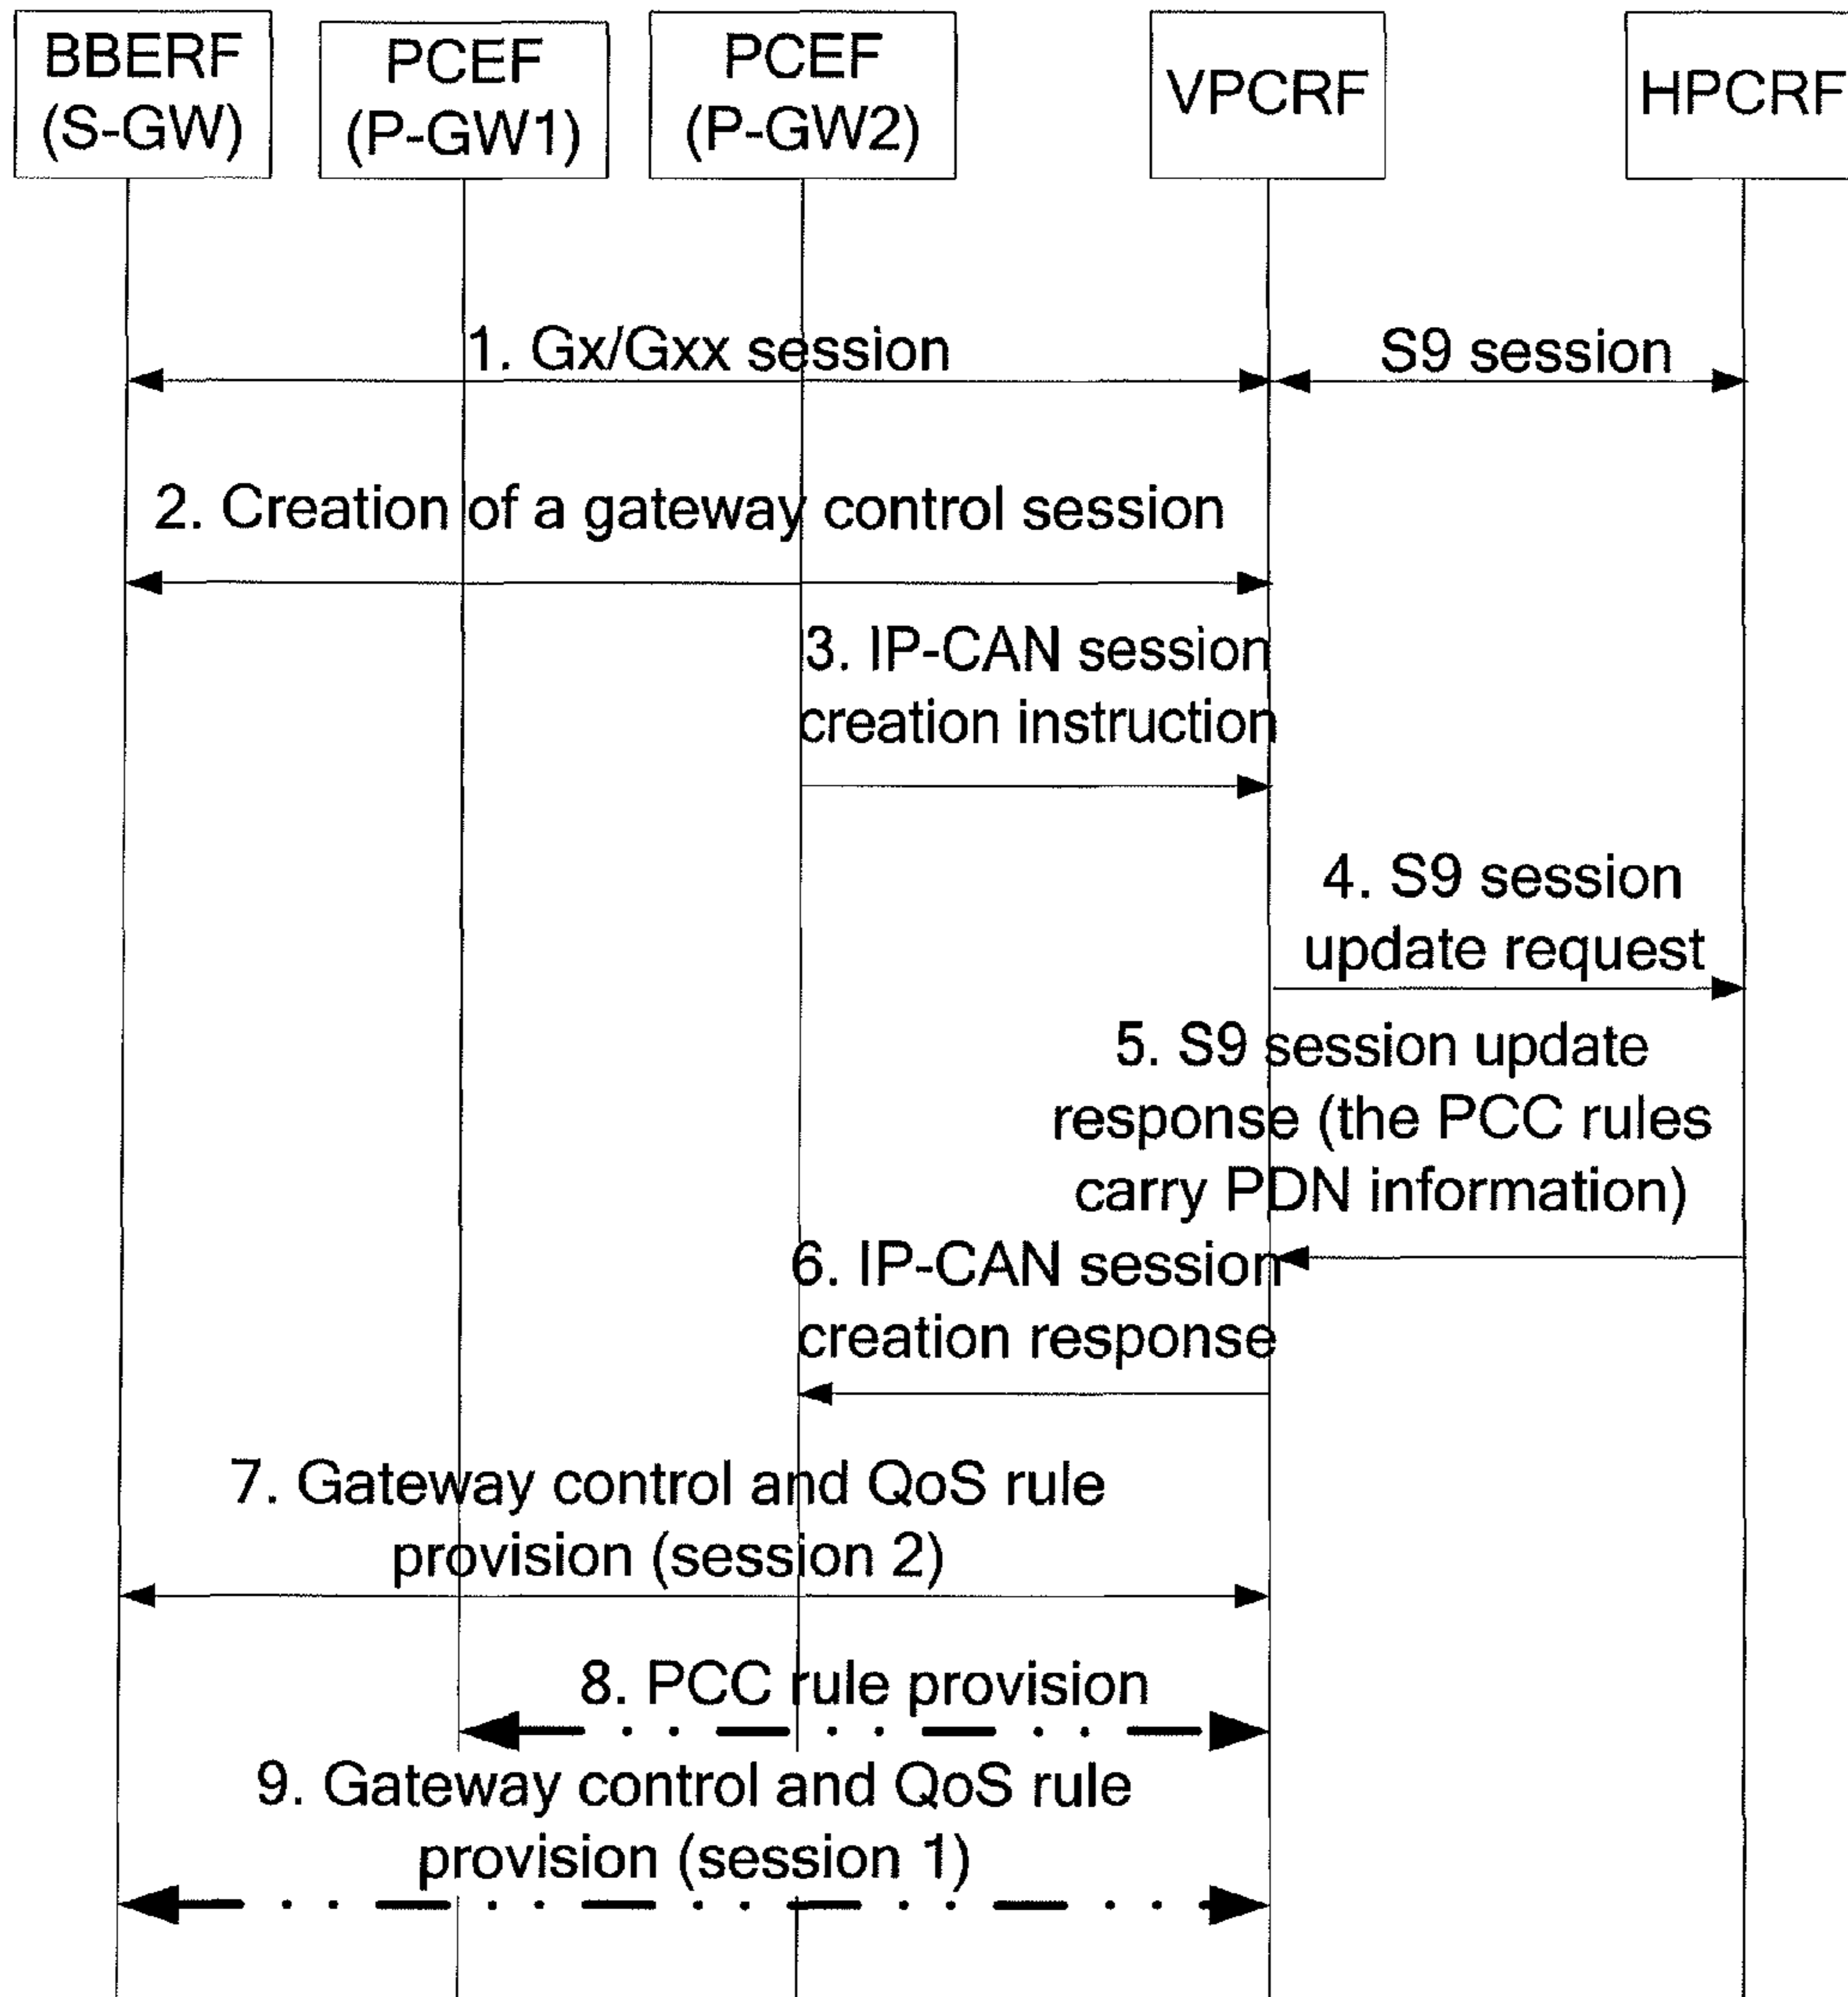 BBERF
(S-GW)
PCEF
(P-GW1)
PCEF
(P-GW2)
VPCRF
HPCRF
1. Gx/Gxx session
S9 session
2. Creation of a gateway control session
3. IP-CAN session
creation instruction
4. S9 session
update request
5. S9 session update
response (the PCC rules
carry PDN information)
6. IP-CAN session
creation response
7. Gateway control and QoS rule
provision (session 2)
8. PCC rule provision
9. Gateway control and QoS rule
provision (session 1)